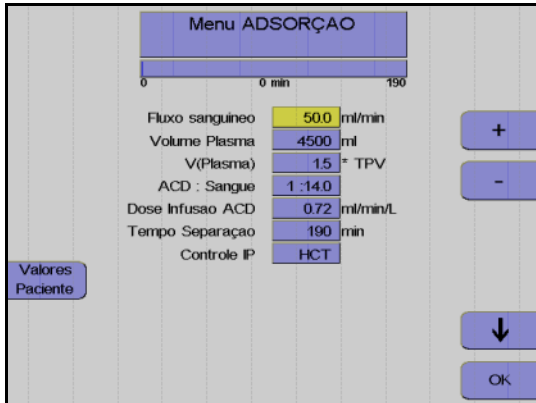 Menu ADSORÇAO
0 0 min 190
Fluxo sanguineo 50.0 ml/min
Volume Plasma 4500 ml
V(Plasma) 1.5 * TPV
ACD : Sangue 1 :14.0
Dose Infusao ACD 0.72 ml/min/L
Tempo Separaçao 190 min
Controle IP HCT
+
-
Valores
Paciente
↓
OK